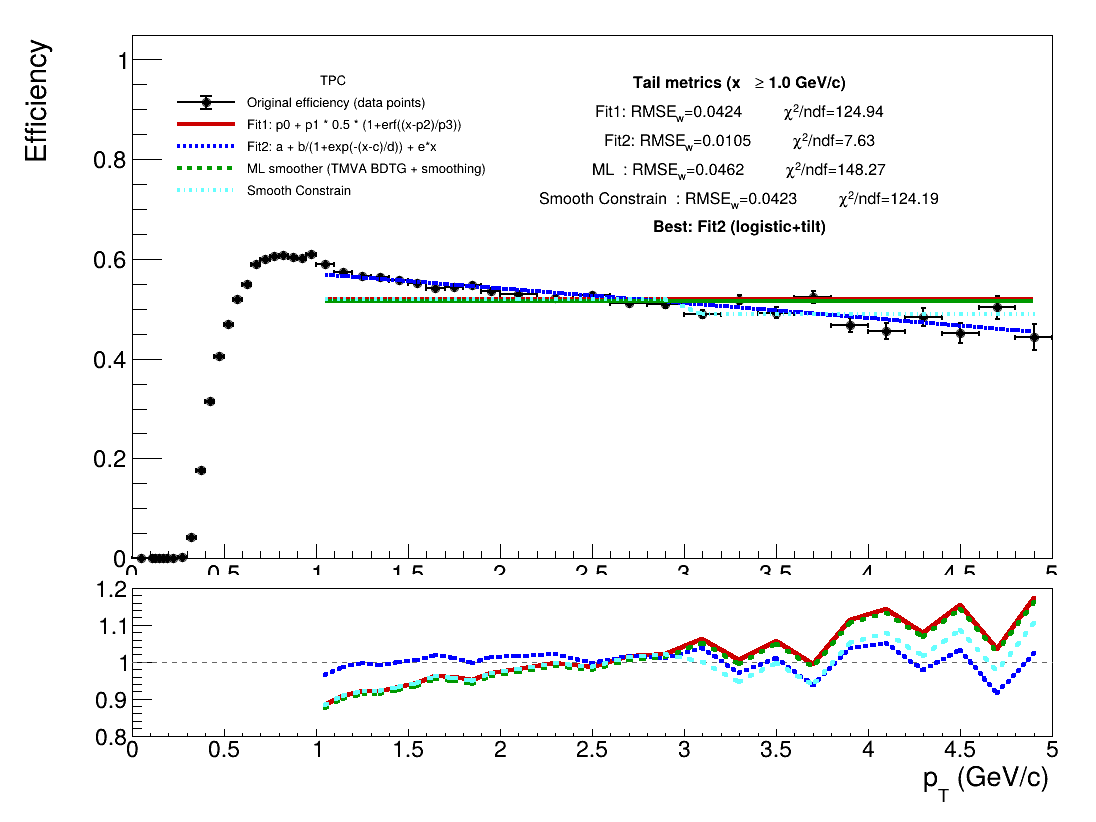 Efficiency
1
0.8
0.6
0.4
0.2
0
TPC
Original efficiency (data points)
Fit1: p0 + p1 * 0.5 * (1+erf((x-p2)/p3))
Fit2: a + b/(1+exp(-(x-c)/d)) + e*x
ML smoother (TMVA BDTG + smoothing)
Smooth Constrain
Tail metrics (x ≥ 1.0 GeV/c)
Fit1: RMSEw=0.0424 χ²/ndf=124.94
Fit2: RMSEw=0.0105 χ²/ndf=7.63
ML : RMSEw=0.0462 χ²/ndf=148.27
Smooth Constrain : RMSEw=0.0423 χ²/ndf=124.19
Best: Fit2 (logistic+tilt)
0 0.5 1 1.5 2 2.5 3 3.5 4 4.5 5
1.2
1.1
1
0.9
0.8
0 0.5 1 1.5 2 2.5 3 3.5 4 4.5 5
pT (GeV/c)